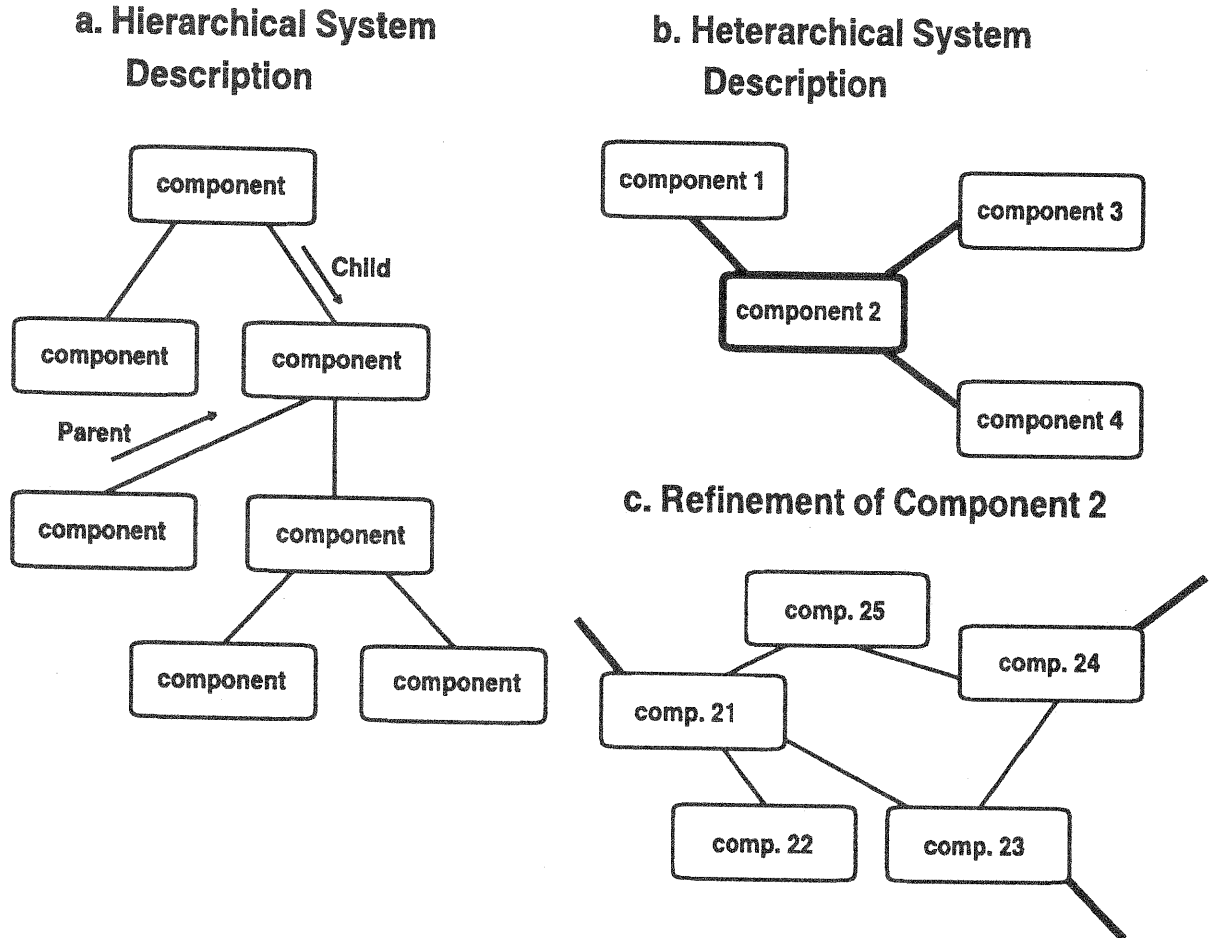 a. Hierarchical System
Description
component
Child
component
component
Parent
component
component
component
component
b. Heterarchical System
Description
component 1
component 3
component 2
component 4
c. Refinement of Component 2
comp. 25
comp. 24
comp. 21
comp. 22
comp. 23